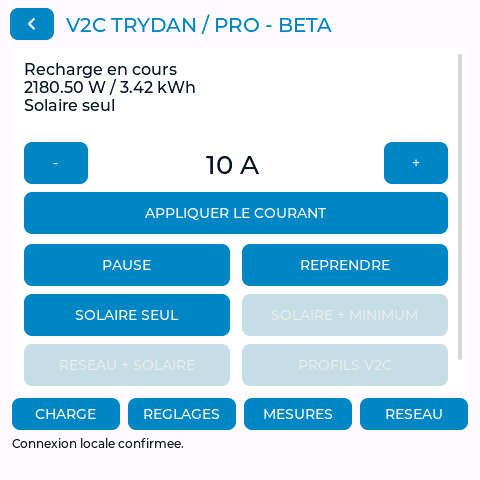 V2C TRYDAN / PRO - BETA
Recharge en cours
2180.50 W / 3.42 kWh
Solaire seul
- 10 A +
APPLIQUER LE COURANT
PAUSE REPRENDRE
SOLAIRE SEUL SOLAIRE + MINIMUM
RESEAU + SOLAIRE PROFILS V2C
CHARGE REGLAGES MESURES RESEAU
Connexion locale confirmee.